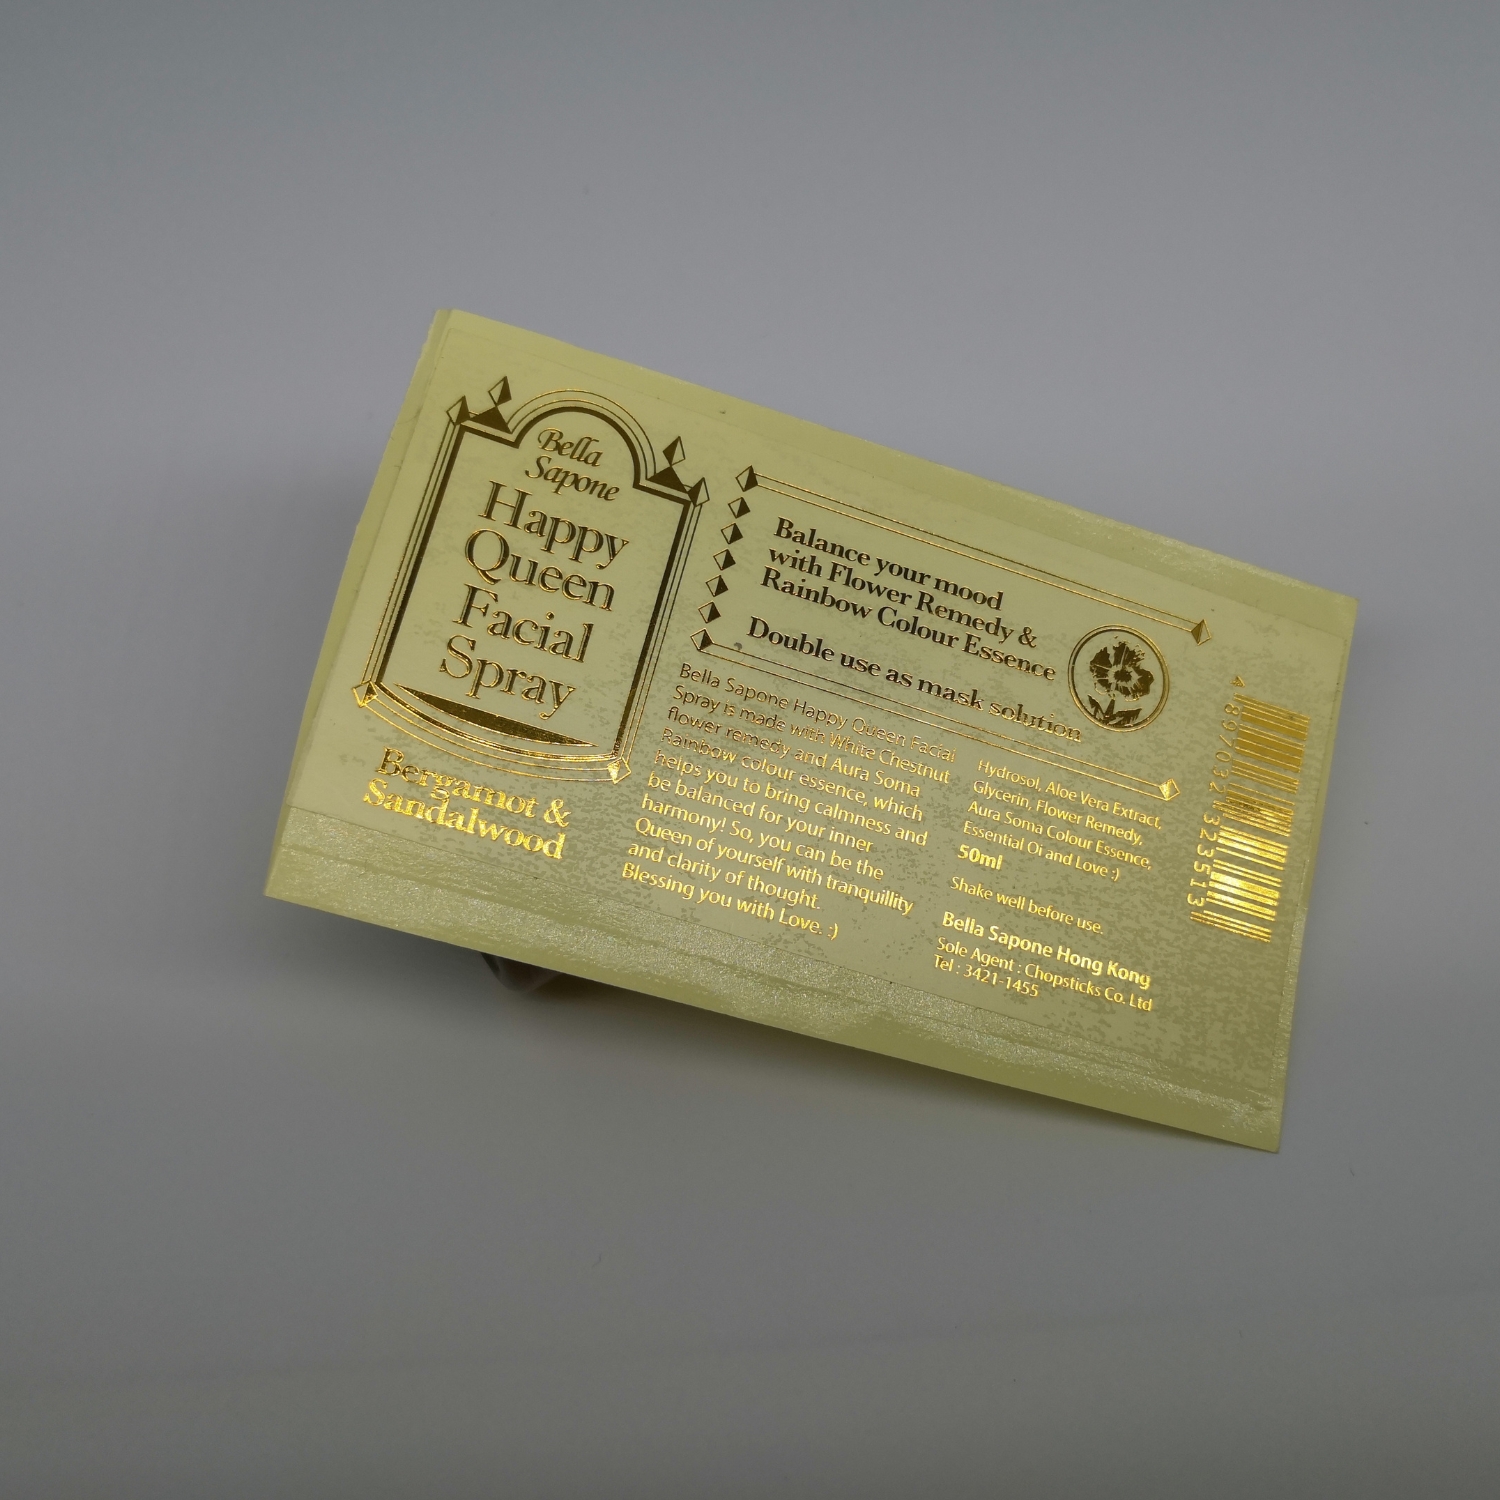 Bella
Sapone
Happy
Queen
Facial
Spray
Bergamot &
Sandalwood
Balance your mood
with Flower Remedy &
Rainbow Colour Essence
Double use as mask solution
Bella Sapone Happy Queen Facial
Spray is made with White Chestnut
flower remedy and Aura Soma
Rainbow colour essence, which
helps you to bring calmness and
be balanced for your inner
harmony! So, you can be the
Queen of yourself with tranquillity
and clarity of thought.
Blessing you with Love. :)
Hydrosol, Aloe Vera Extract,
Glycerin, Flower Remedy,
Aura Soma Colour Essence,
Essential Oi and Love :)
50ml
Shake well before use.
Bella Sapone Hong Kong
Sole Agent : Chopsticks Co. Ltd
Tel : 3421-1455